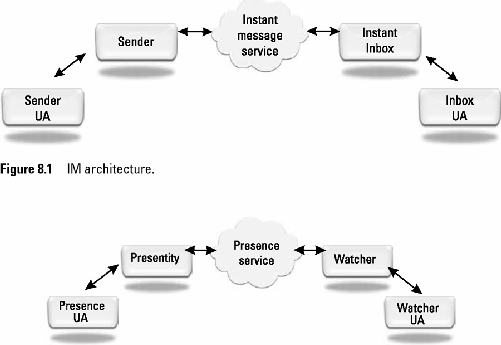 Sender
Instant
message
service
Instant
Inbox
Sender
UA
Inbox
UA
Figure 8.1 IM architecture.
Presentity
Presence
service
Watcher
Presence
UA
Watcher
UA